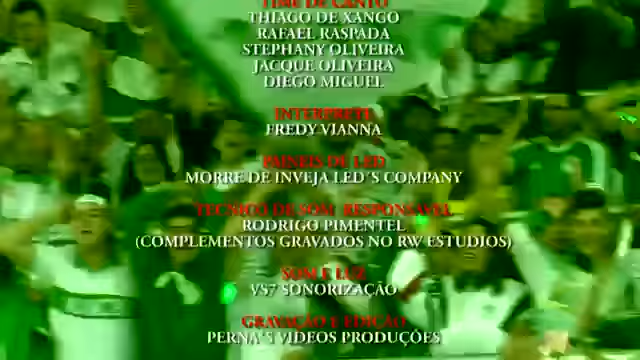 TIME DE CANTO
THIAGO DE XANGO
RAFAEL RASPADA
STEPHANY OLIVEIRA
JACQUE OLIVEIRA
DIEGO MIGUEL
INTERPRETE
FREDY VIANNA
PAINEIS DE LED
MORRE DE INVEJA LED´S COMPANY
TECNICO DE SOM RESPONSAVEL
RODRIGO PIMENTEL
(COMPLEMENTOS GRAVADOS NO RW ESTUDIOS)
SOM E LUZ
VS7 SONORIZAÇÃO
GRAVAÇÃO E EDIÇÃO
PERNA´S VIDEOS PRODUÇÕES